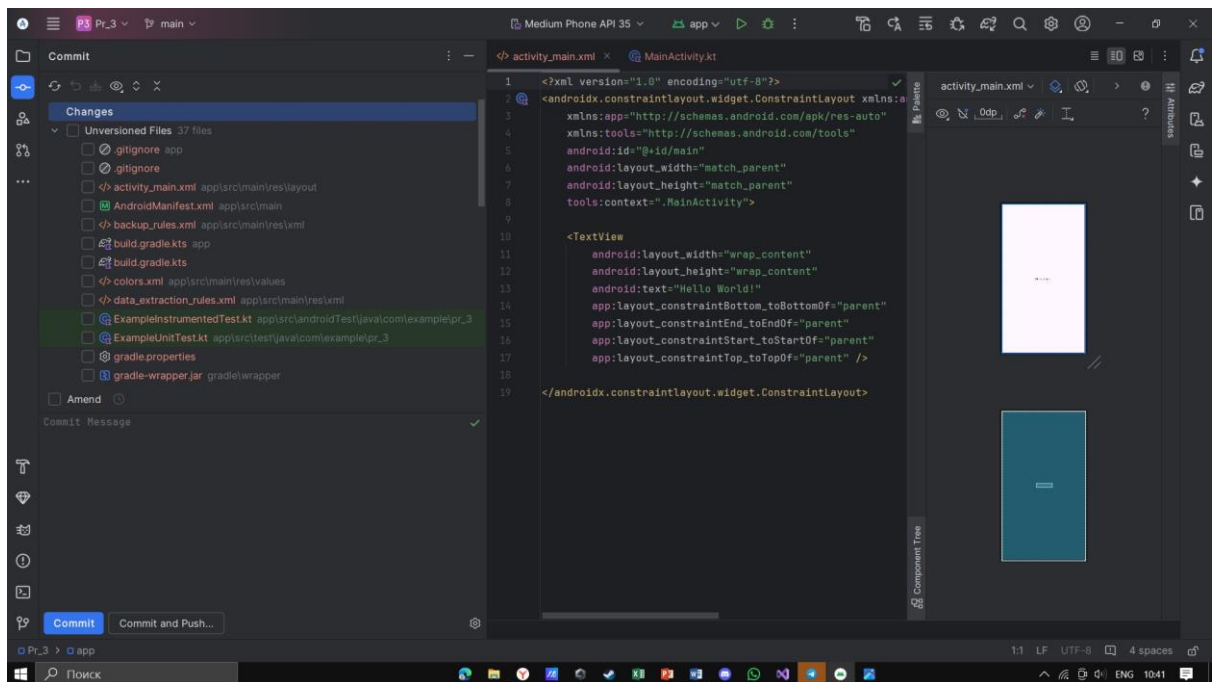 P3 Pr_3 main Medium Phone API 35 app
Commit
activity_main.xml MainActivity.kt
Changes
Unversioned Files 37 files
.gitignore app
.gitignore
activity_main.xml app\src\main\res\layout
AndroidManifest.xml app\src\main
backup_rules.xml app\src\main\res\xml
build.gradle.kts app
build.gradle.kts
colors.xml app\src\main\res\values
data_extraction_rules.xml app\src\main\res\xml
ExampleInstrumentedTest.kt app\src\androidTest\java\com\example\pr_3
ExampleUnitTest.kt app\src\test\java\com\example\pr_3
gradle.properties
gradle-wrapper.jar gradle\wrapper
Amend
Commit Message
Commit Commit and Push...
1 <?xml version="1.0" encoding="utf-8"?>
2 <androidx.constraintlayout.widget.ConstraintLayout xmlns:a
3 xmlns:app="http://schemas.android.com/apk/res-auto"
4 xmlns:tools="http://schemas.android.com/tools"
5 android:id="@+id/main"
6 android:layout_width="match_parent"
7 android:layout_height="match_parent"
8 tools:context=".MainActivity">
9
10 <TextView
11 android:layout_width="wrap_content"
12 android:layout_height="wrap_content"
13 android:text="Hello World!"
14 app:layout_constraintBottom_toBottomOf="parent"
15 app:layout_constraintEnd_toEndOf="parent"
16 app:layout_constraintStart_toStartOf="parent"
17 app:layout_constraintTop_toTopOf="parent" />
18
19 </androidx.constraintlayout.widget.ConstraintLayout>
Palette
Component Tree
activity_main.xml
0dp
Attributes
Pr_3 > app
1:1 LF UTF-8 4 spaces
Поиск
ENG 10:41